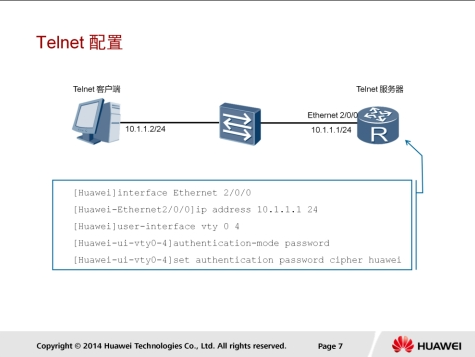 Telnet 配置
Telnet 客户端
Telnet 服务器
Ethernet 2/0/0
10.1.1.2/24
10.1.1.1/24
R
[Huawei]interface Ethernet 2/0/0
[Huawei-Ethernet2/0/0]ip address 10.1.1.1 24
[Huawei]user-interface vty 0 4
[Huawei-ui-vty0-4]authentication-mode password
[Huawei-ui-vty0-4]set authentication password cipher huawei
Copyright © 2014 Huawei Technologies Co., Ltd. All rights reserved.
Page 7
HUAWEI